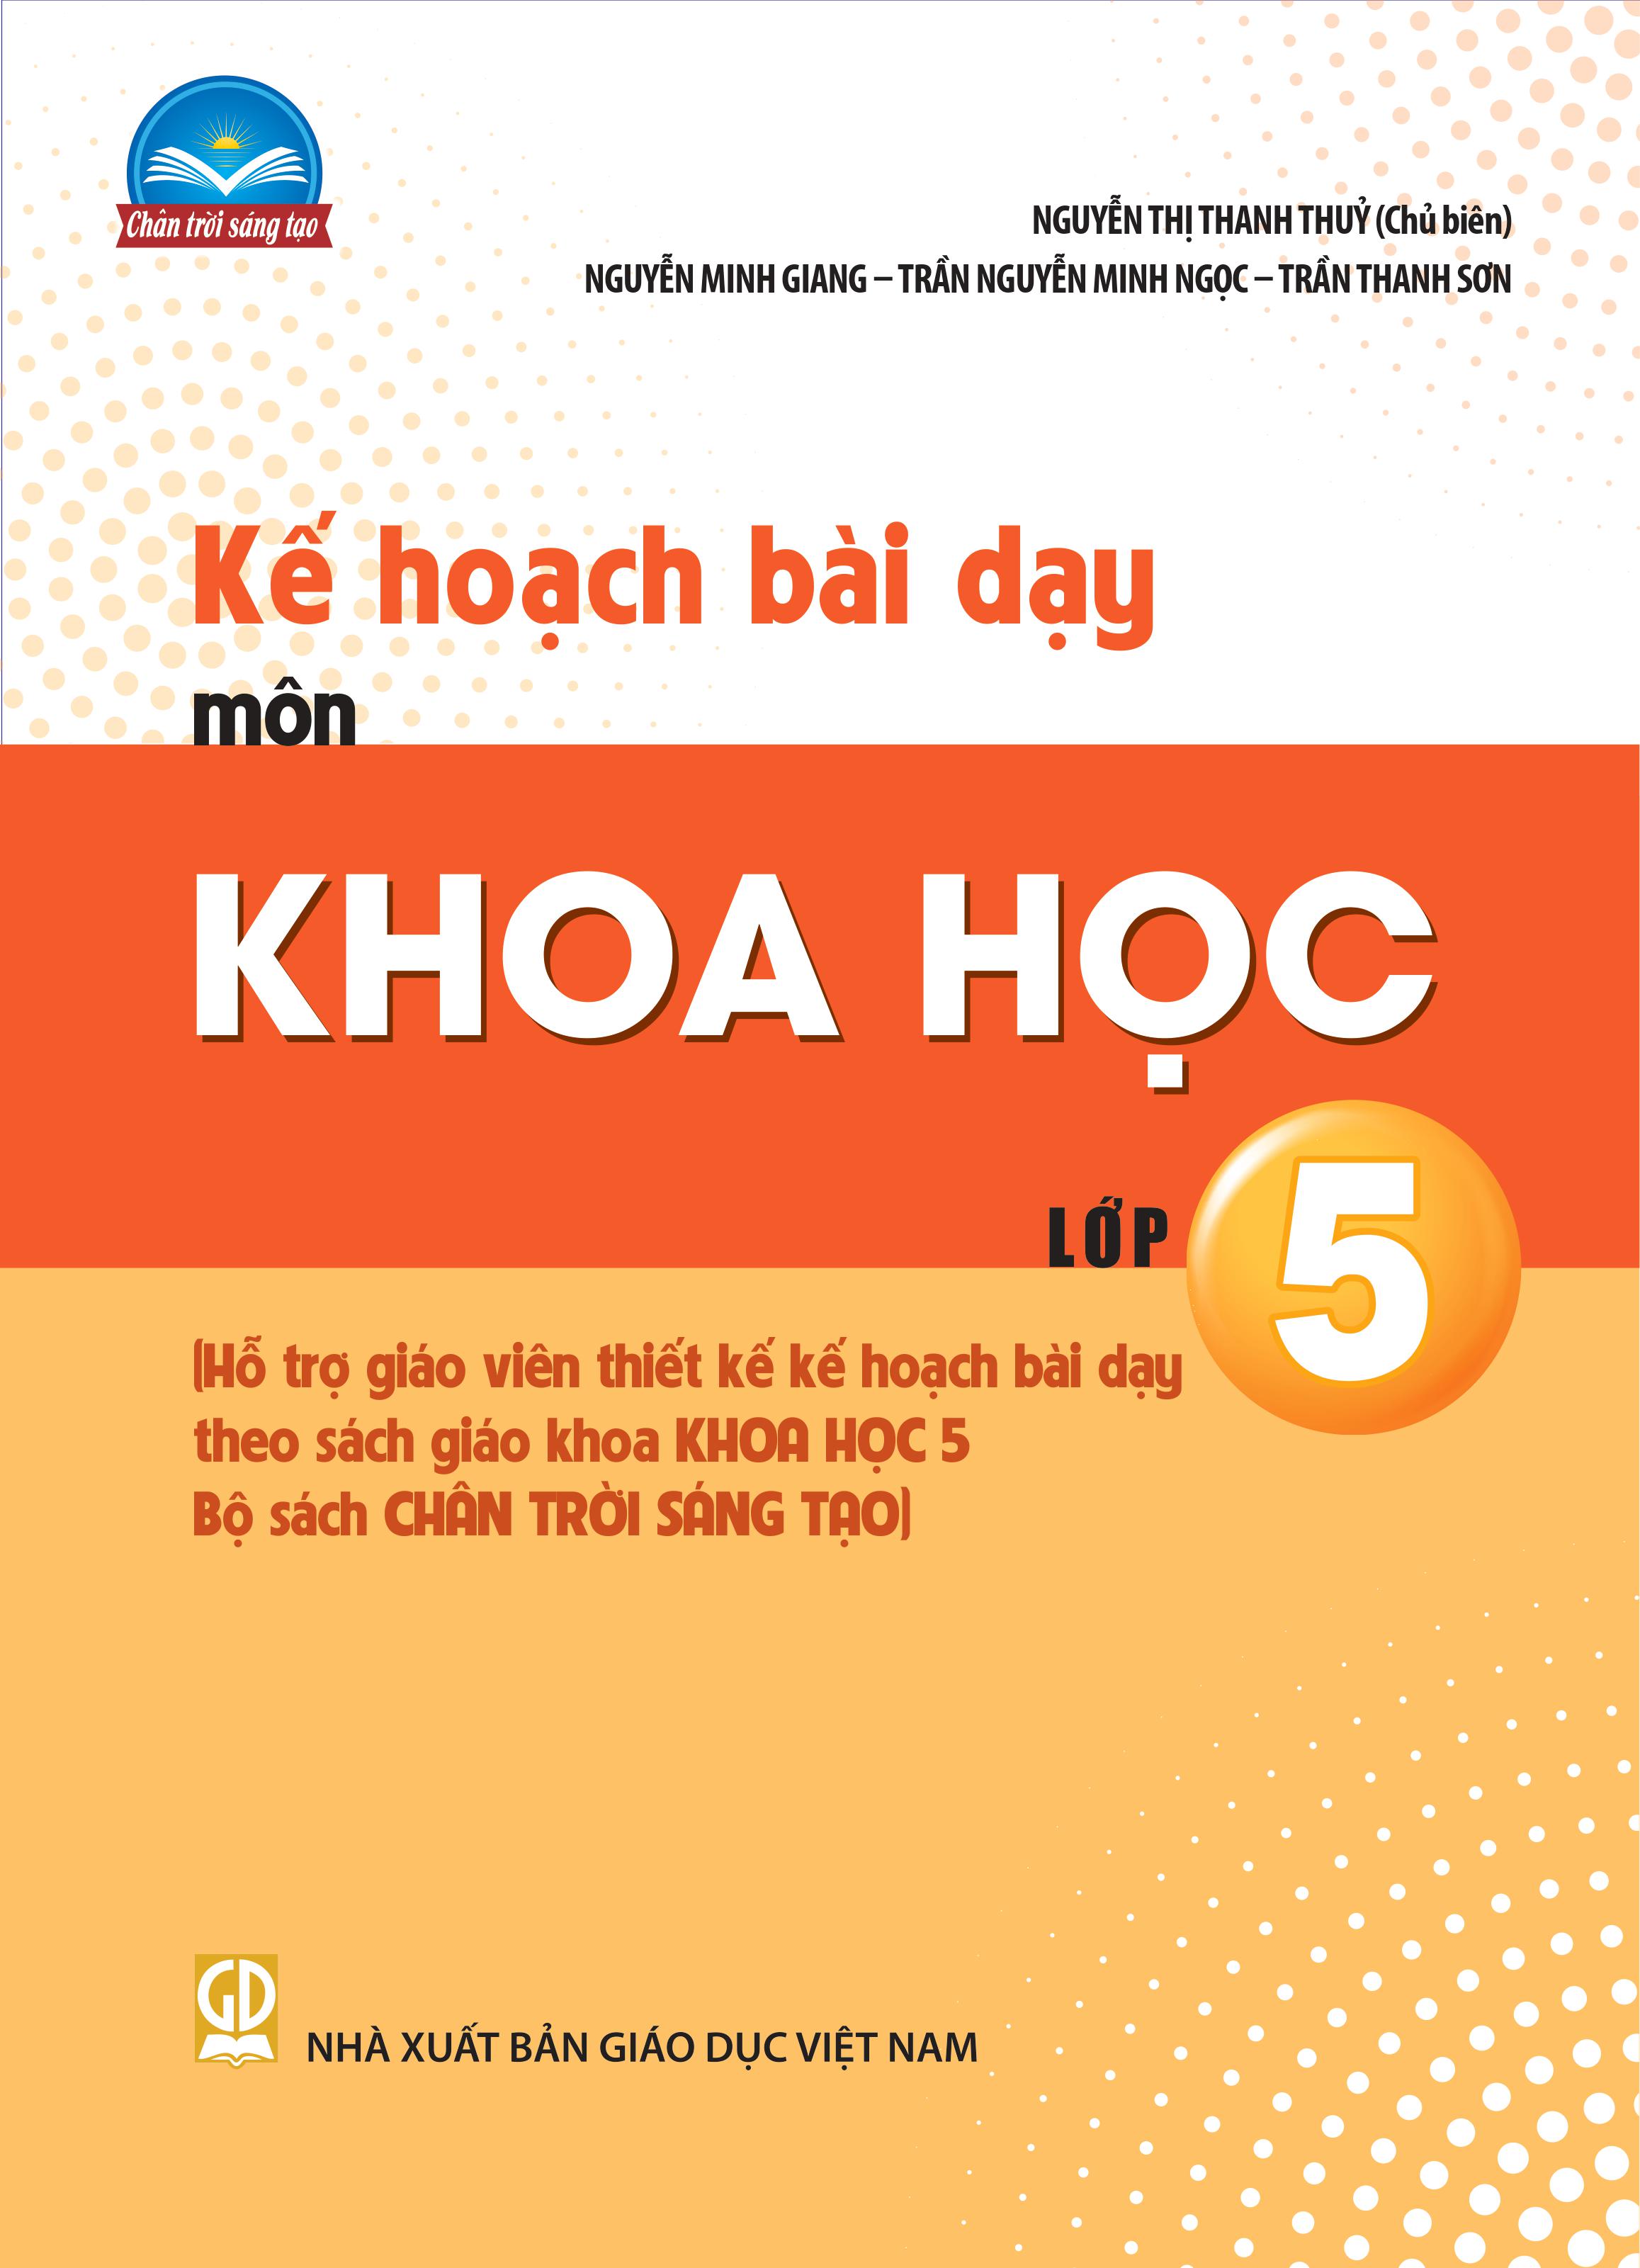 Chân trời sáng tạo
NGUYỄN THỊ THANH THUỶ (Chủ biên)
NGUYỄN MINH GIANG – TRẦN NGUYỄN MINH NGỌC – TRẦN THANH SƠN
Kế hoạch bài dạy
môn
KHOA HỌC
LỚP 5
(Hỗ trợ giáo viên thiết kế kế hoạch bài dạy
theo sách giáo khoa KHOA HỌC 5
Bộ sách CHÂN TRỜI SÁNG TẠO)
GD
NHÀ XUẤT BẢN GIÁO DỤC VIỆT NAM